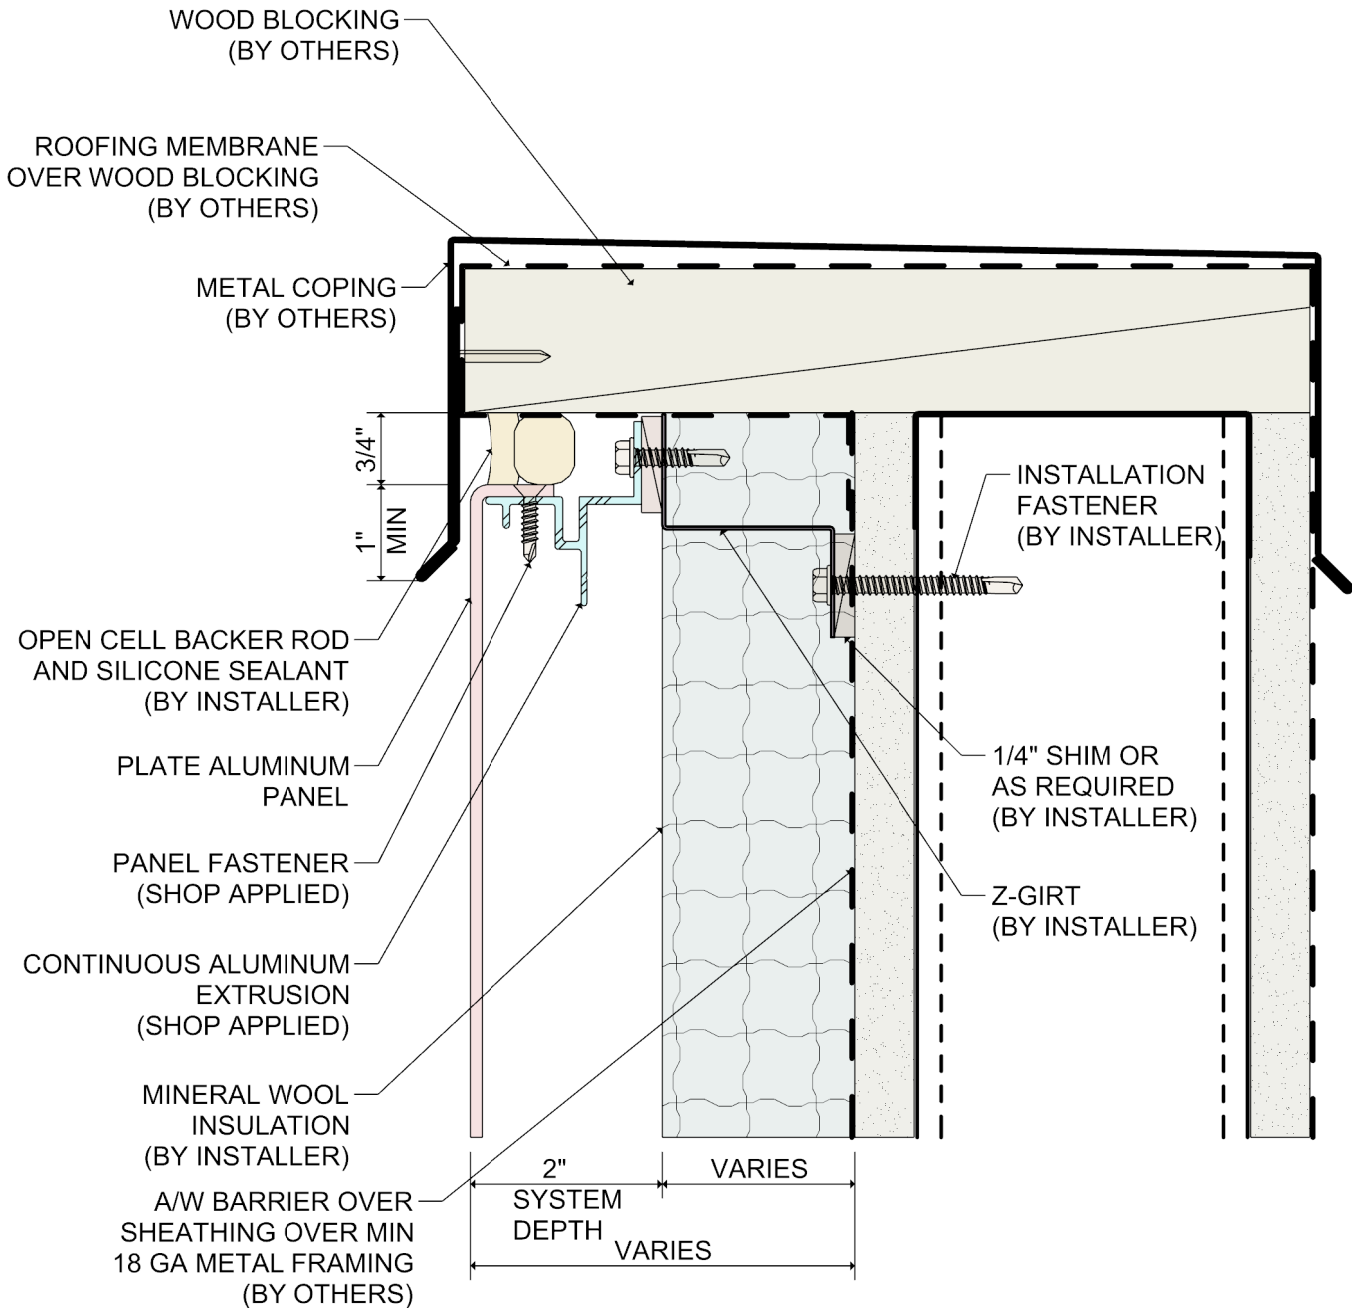 WOOD BLOCKING
(BY OTHERS)
ROOFING MEMBRANE
OVER WOOD BLOCKING
(BY OTHERS)
METAL COPING
(BY OTHERS)
3/4"
1"
MIN
INSTALLATION
FASTENER
(BY INSTALLER)
OPEN CELL BACKER ROD
AND SILICONE SEALANT
(BY INSTALLER)
PLATE ALUMINUM
PANEL
1/4" SHIM OR
AS REQUIRED
(BY INSTALLER)
PANEL FASTENER
(SHOP APPLIED)
Z-GIRT
(BY INSTALLER)
CONTINUOUS ALUMINUM
EXTRUSION
(SHOP APPLIED)
MINERAL WOOL
INSULATION
(BY INSTALLER)
A/W BARRIER OVER
SHEATHING OVER MIN
18 GA METAL FRAMING
(BY OTHERS)
2"
SYSTEM
DEPTH
VARIES
VARIES